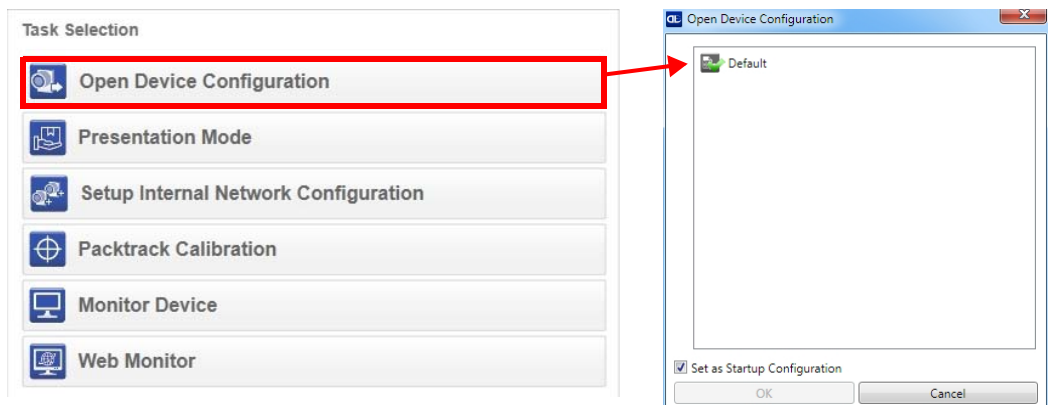 Task Selection
Open Device Configuration
Presentation Mode
Setup Internal Network Configuration
Packtrack Calibration
Monitor Device
Web Monitor
DL Open Device Configuration
Default
Set as Startup Configuration
OK
Cancel